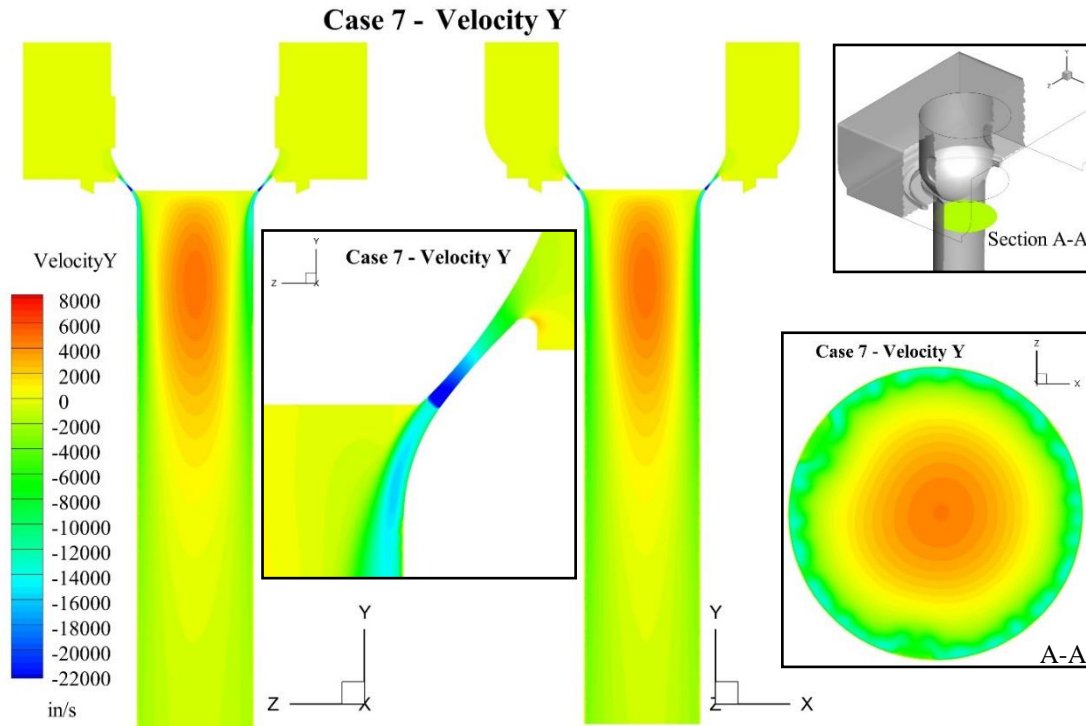 Case 7 - Velocity Y
VelocityY
8000
6000
4000
2000
0
-2000
-4000
-6000
-8000
-10000
-12000
-14000
-16000
-18000
-20000
-22000
in/s
Y
Case 7 - Velocity Y
Z
X
Y
Z
X
Y
Z
X
Y
Z
X
Section A-A
Case 7 - Velocity Y
Z
Y
X
A-A